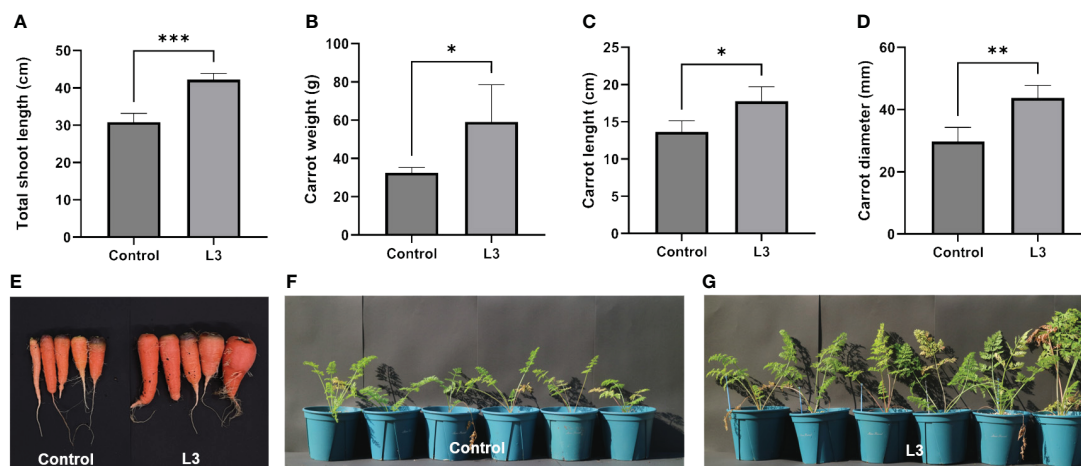 A
Total shoot length (cm)
50
40
30
20
10
0
***
Control
L3
B
Carrot weight (g)
100
80
60
40
20
0
*
Control
L3
C
Carrot lenght (cm)
25
20
15
10
5
0
*
Control
L3
D
Carrot diameter (mm)
60
40
20
0
**
Control
L3
E
Control
L3
F
Control
G
L3